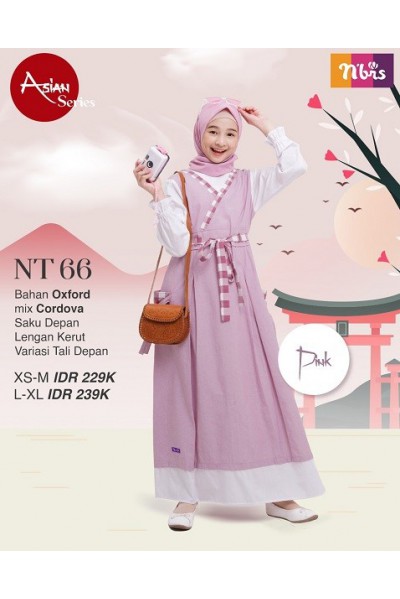 Asian
Series
N'brs
NT 66
Bahan Oxford
mix Cordova
Saku Depan
Lengan Kerut
Variasi Tali Depan
XS-M IDR 229K
L-XL IDR 239K
Pink